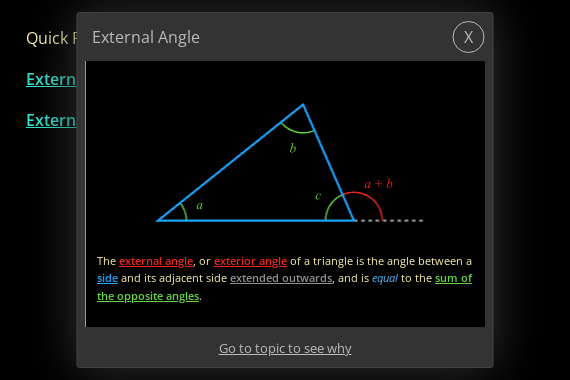 External Angle
X
Quick
Extern
Extern
b
a + b
c
a
The external angle, or exterior angle of a triangle is the angle between a
side and its adjacent side extended outwards, and is equal to the sum of
the opposite angles.
Go to topic to see why